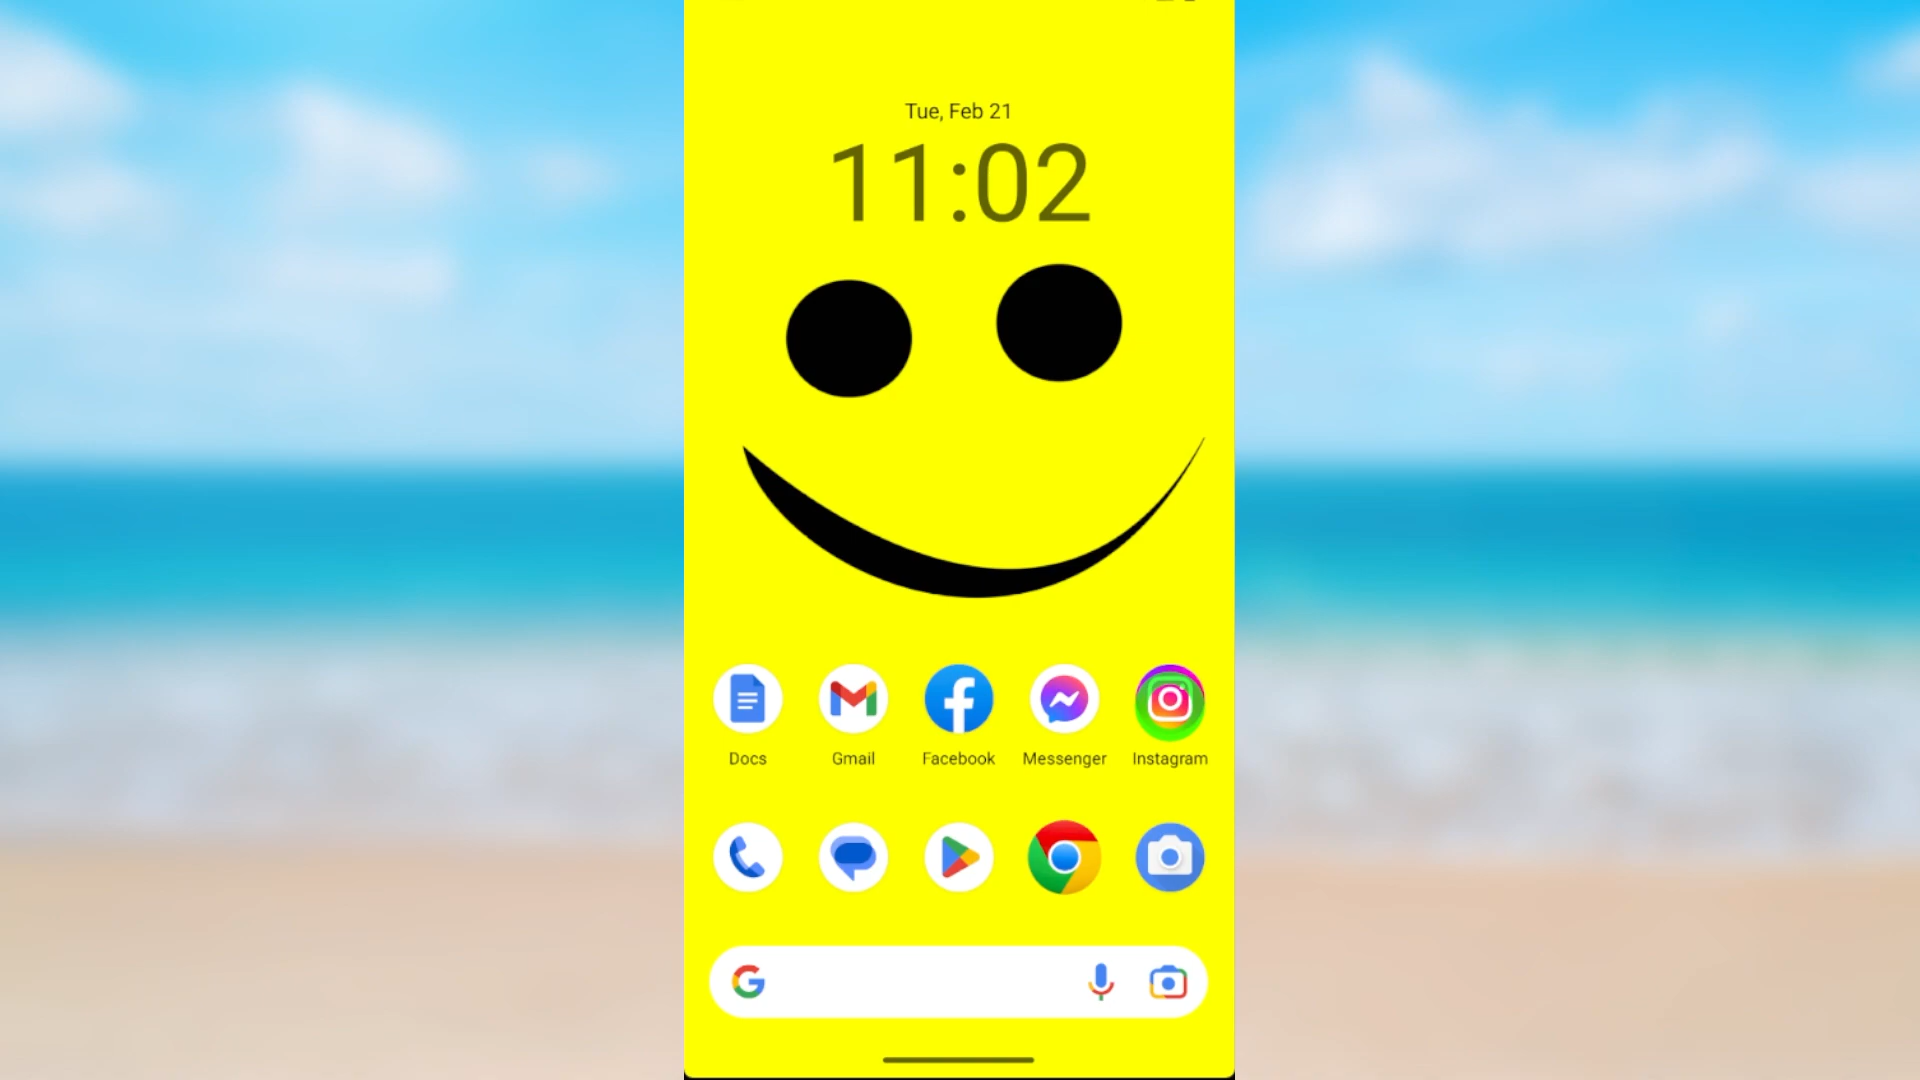 Tue, Feb 21
11:02
Docs
Gmail
Facebook
Messenger
Instagram